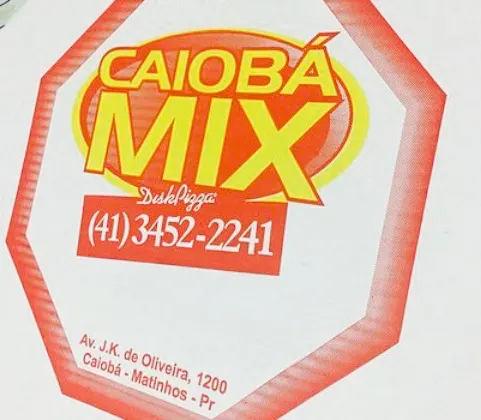 CAIOBÁ
MIX
DiskPizza
(41) 3452-2241
Av. J.K. de Oliveira, 1200
Caiobá - Matinhos - Pr